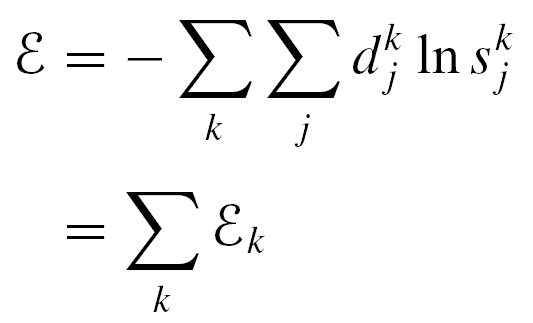 ℰ = − ∑_k ∑_j d_j^k ln s_j^k
= ∑_k ℰ_k